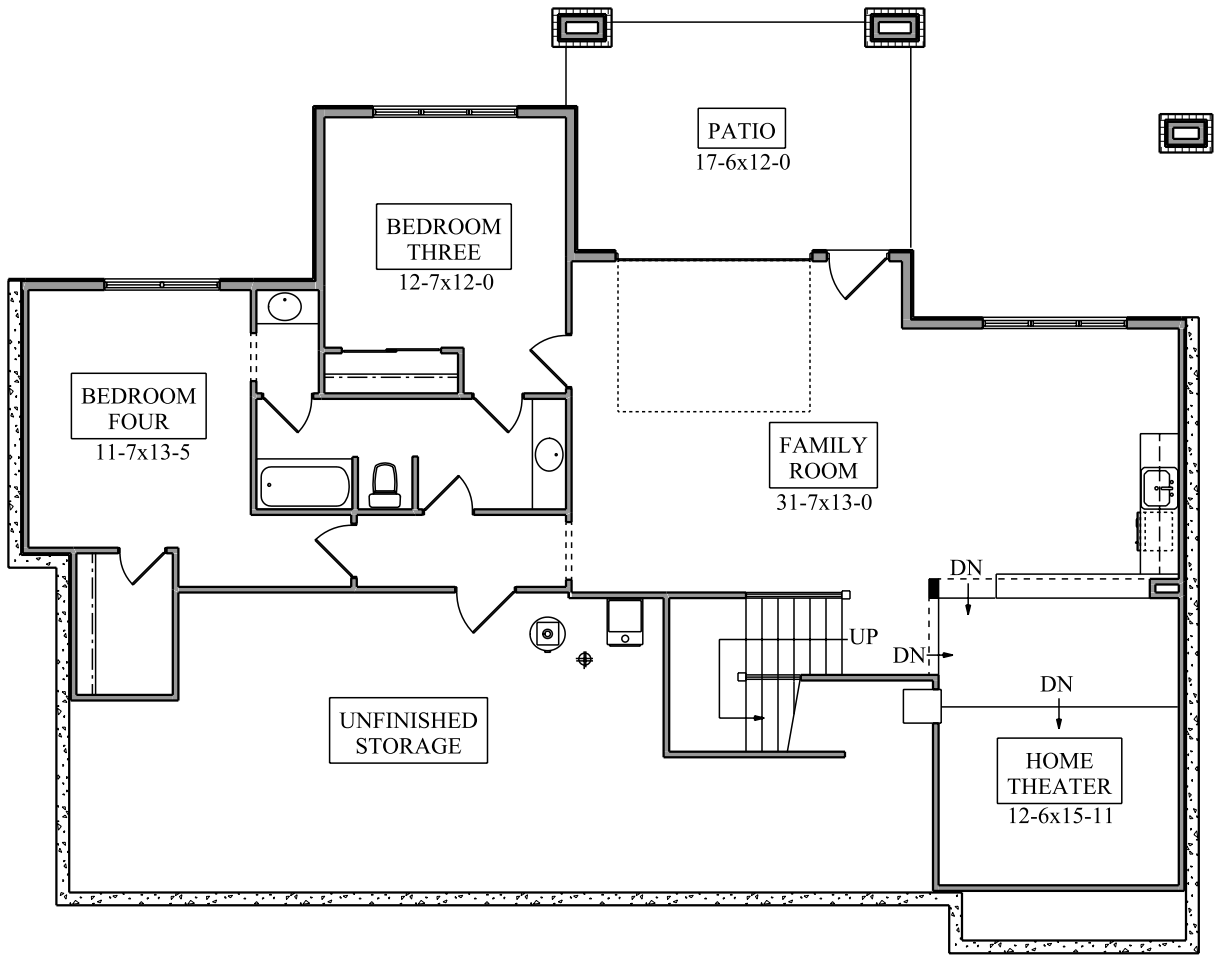 PATIO
17-6x12-0
BEDROOM
THREE
12-7x12-0
BEDROOM
FOUR
11-7x13-5
FAMILY
ROOM
31-7x13-0
DN
UP
DN
DN
UNFINISHED
STORAGE
HOME
THEATER
12-6x15-11